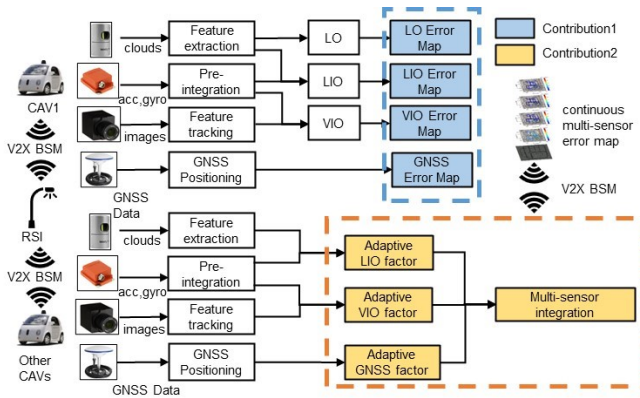 clouds
Feature
extraction
LO
LO Error
Map
Contribution1
Contribution2
CAV1
acc,gyro
Pre-
integration
LIO
LIO Error
Map
images
Feature
tracking
VIO
VIO Error
Map
continuous
multi-sensor
error map
V2X BSM
GNSS
Positioning
GNSS
Error Map
GNSS
Data
V2X BSM
RSI
V2X BSM
clouds
Feature
extraction
Adaptive
LIO factor
acc,gyro
Pre-
integration
Adaptive
VIO factor
Multi-sensor
integration
images
Feature
tracking
Other
CAVs
GNSS
Positioning
Adaptive
GNSS factor
GNSS Data